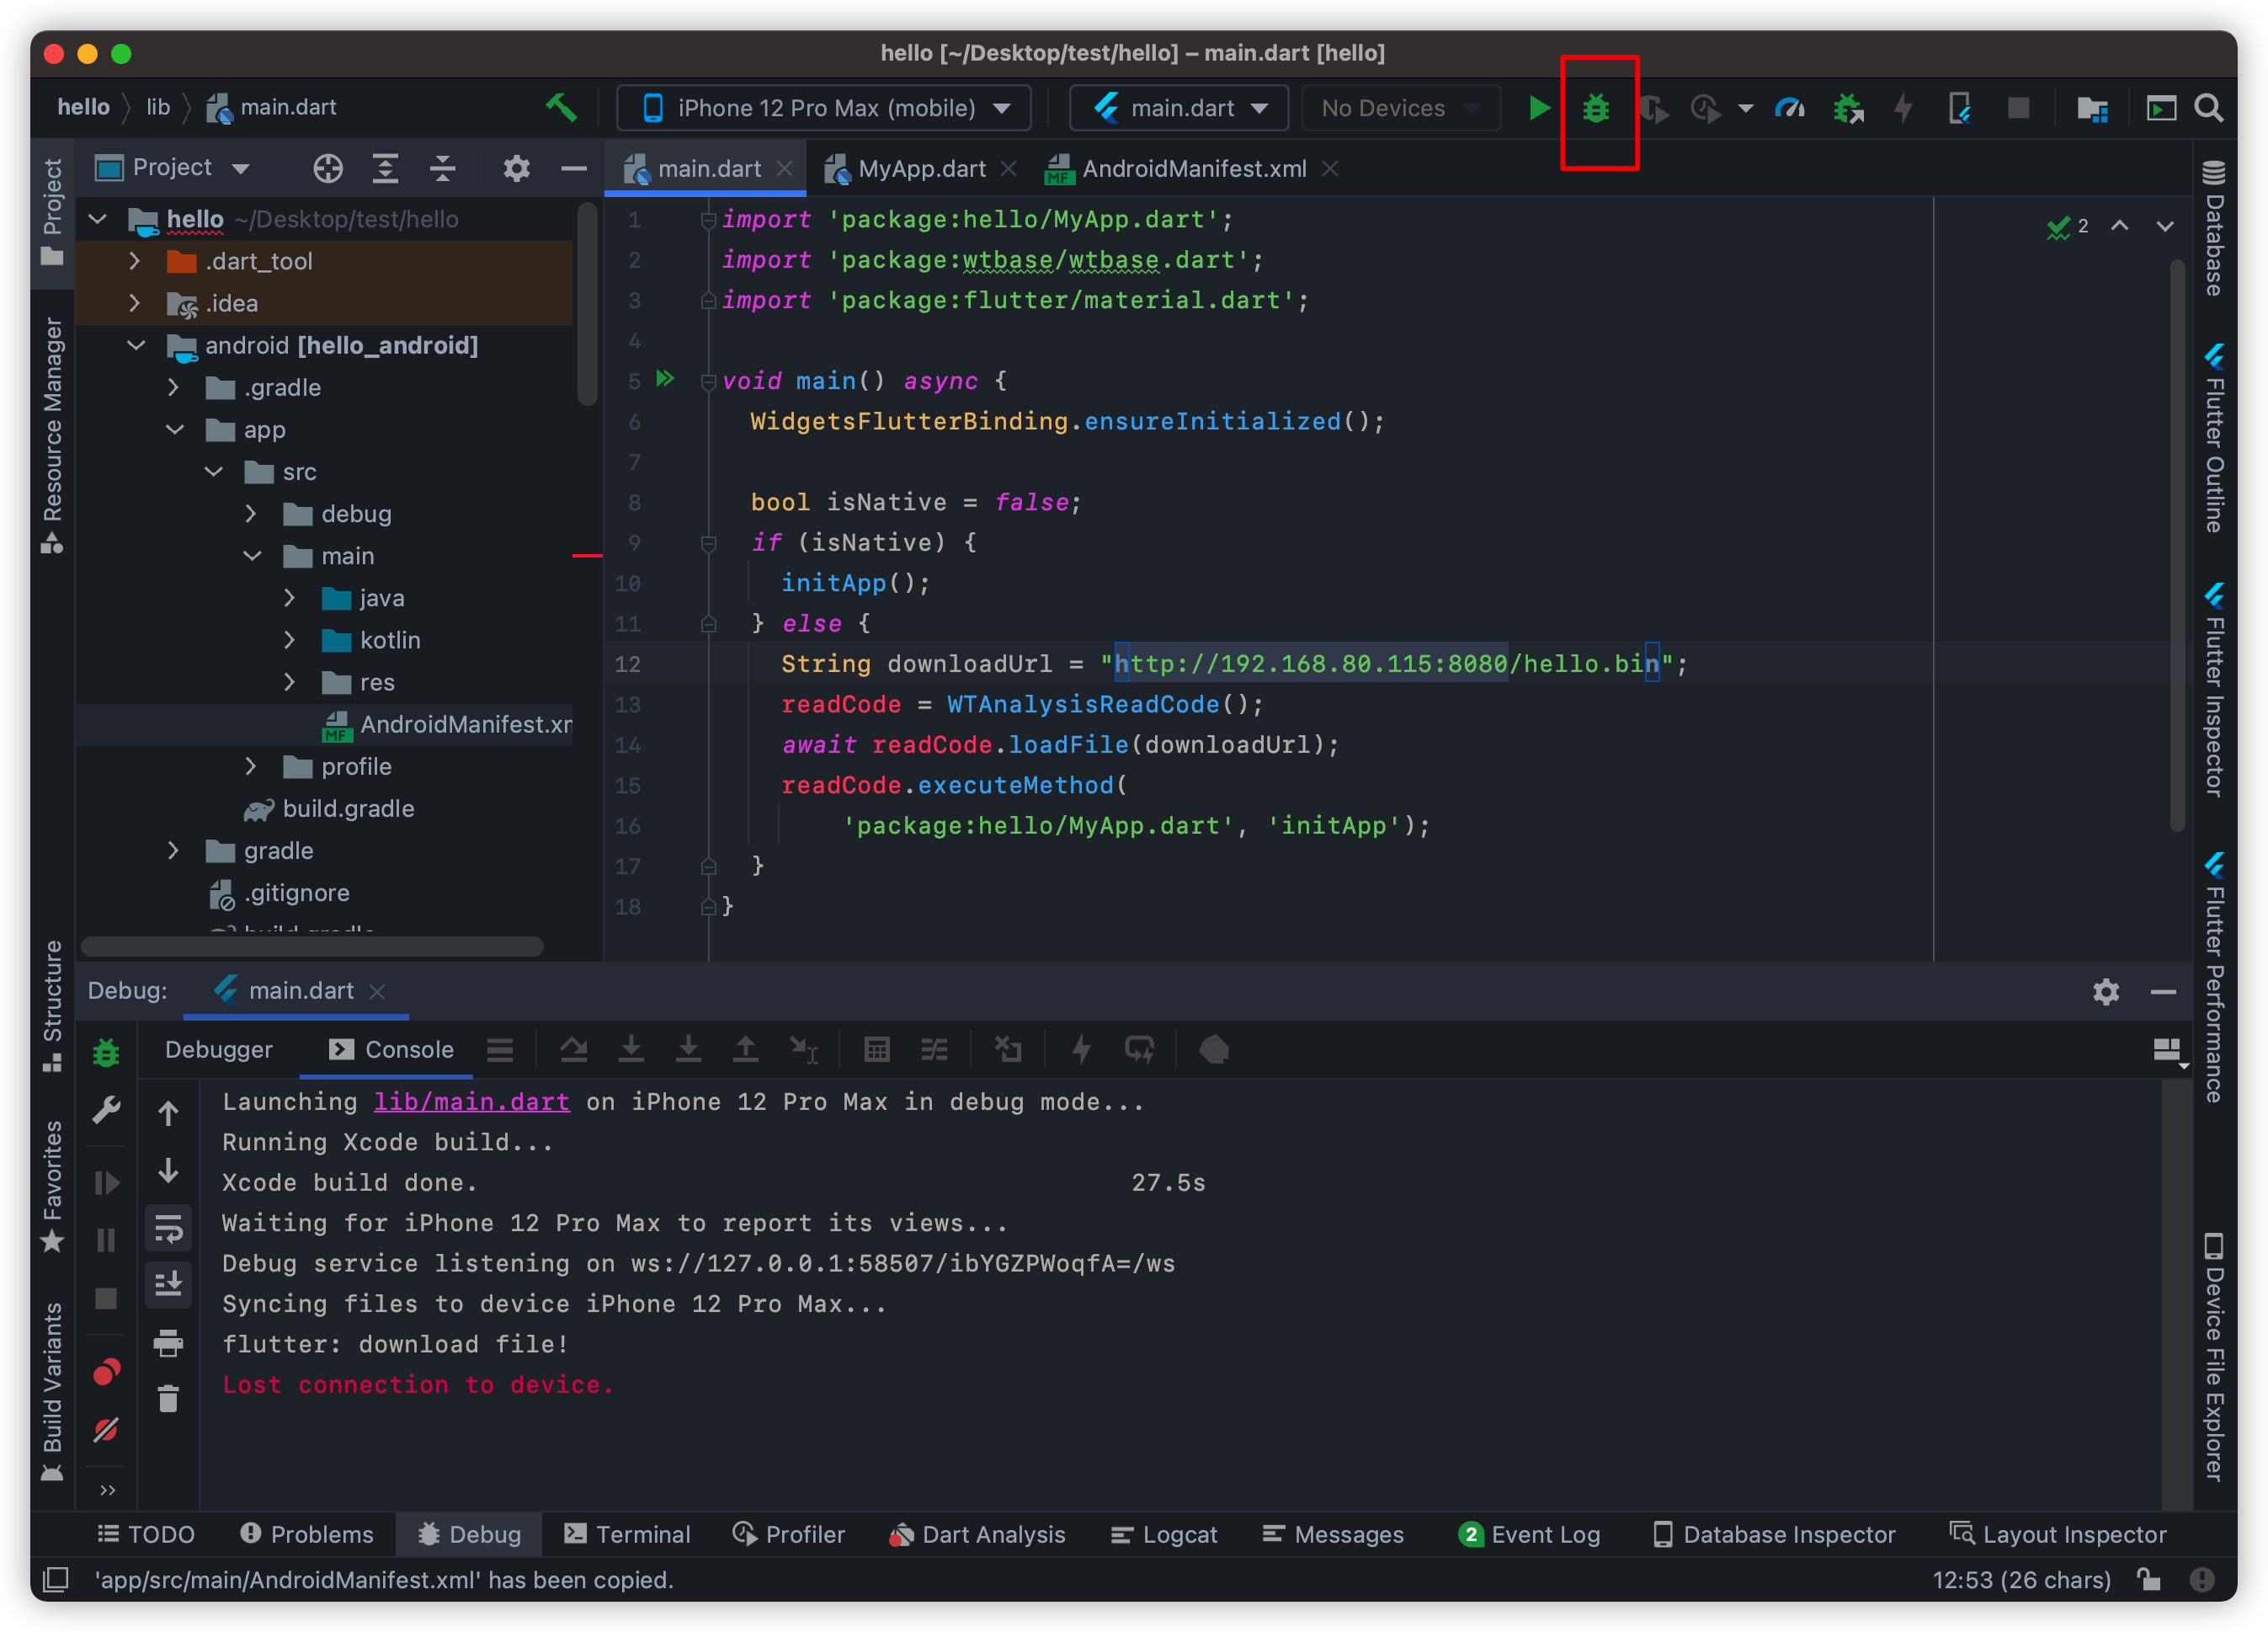 hello [~/Desktop/test/hello] – main.dart [hello]
hello lib main.dart
iPhone 12 Pro Max (mobile)
main.dart
No Devices
Project
main.dart
MyApp.dart
MF AndroidManifest.xml
Project
Resource Manager
Structure
Favorites
Build Variants
hello ~/Desktop/test/hello
.dart_tool
.idea
android [hello_android]
.gradle
app
src
debug
main
java
kotlin
res
MF AndroidManifest.xm
profile
build.gradle
gradle
.gitignore
build.gradle
2
1 import 'package:hello/MyApp.dart';
2 import 'package:wtbase/wtbase.dart';
3 import 'package:flutter/material.dart';
4
5 void main() async {
6 WidgetsFlutterBinding.ensureInitialized();
7
8 bool isNative = false;
9 if (isNative) {
10 initApp();
11 } else {
12 String downloadUrl = "http://192.168.80.115:8080/hello.bin";
13 readCode = WTAnalysisReadCode();
14 await readCode.loadFile(downloadUrl);
15 readCode.executeMethod(
16 'package:hello/MyApp.dart', 'initApp');
17 }
18 }
Database
Flutter Outline
Flutter Inspector
Flutter Performance
Device File Explorer
Debug: main.dart
Debugger Console
Launching lib/main.dart on iPhone 12 Pro Max in debug mode...
Running Xcode build...
Xcode build done. 27.5s
Waiting for iPhone 12 Pro Max to report its views...
Debug service listening on ws://127.0.0.1:58507/ibYGZPWoqfA=/ws
Syncing files to device iPhone 12 Pro Max...
flutter: download file!
Lost connection to device.
TODO Problems Debug Terminal Profiler Dart Analysis Logcat Messages 2 Event Log Database Inspector Layout Inspector
'app/src/main/AndroidManifest.xml' has been copied.
12:53 (26 chars)